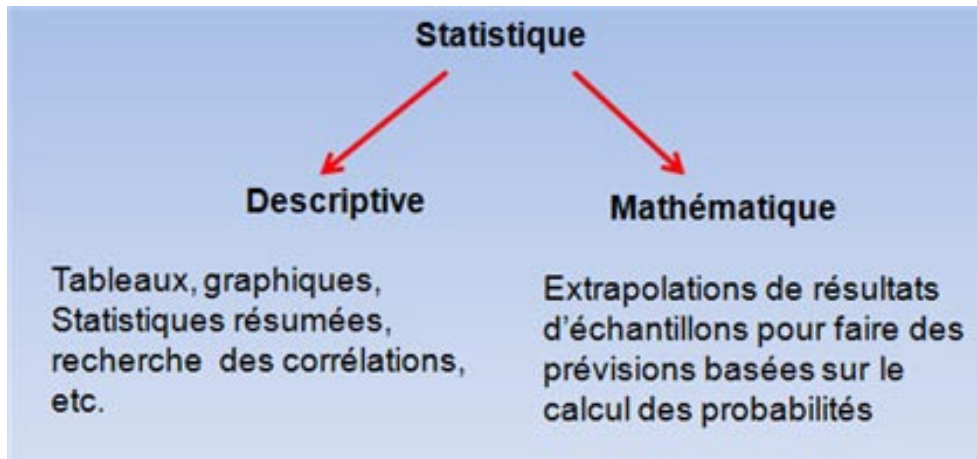 Statistique
Descriptive
Mathématique
Tableaux, graphiques,
Statistiques résumées,
recherche des corrélations,
etc.
Extrapolations de résultats
d'échantillons pour faire des
prévisions basées sur le
calcul des probabilités